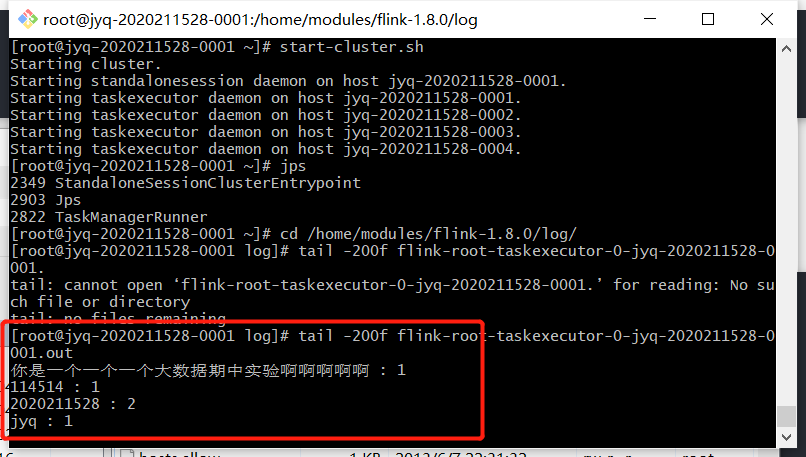 root@jyq-2020211528-0001:/home/modules/flink-1.8.0/log
[root@jyq-2020211528-0001 ~]# start-cluster.sh
Starting cluster.
Starting standalonesession daemon on host jyq-2020211528-0001.
Starting taskexecutor daemon on host jyq-2020211528-0001.
Starting taskexecutor daemon on host jyq-2020211528-0002.
Starting taskexecutor daemon on host jyq-2020211528-0003.
Starting taskexecutor daemon on host jyq-2020211528-0004.
[root@jyq-2020211528-0001 ~]# jps
2349 StandaloneSessionClusterEntrypoint
2903 Jps
2822 TaskManagerRunner
[root@jyq-2020211528-0001 ~]# cd /home/modules/flink-1.8.0/log/
[root@jyq-2020211528-0001 log]# tail -200f flink-root-taskexecutor-0-jyq-2020211528-0
001.
tail: cannot open ‘flink-root-taskexecutor-0-jyq-2020211528-0001.’ for reading: No su
ch file or directory
tail: no files remaining
[root@jyq-2020211528-0001 log]# tail -200f flink-root-taskexecutor-0-jyq-2020211528-0
001.out
你是一个一个一个大数据期中实验啊啊啊啊啊 : 1
114514 : 1
2020211528 : 2
jyq : 1